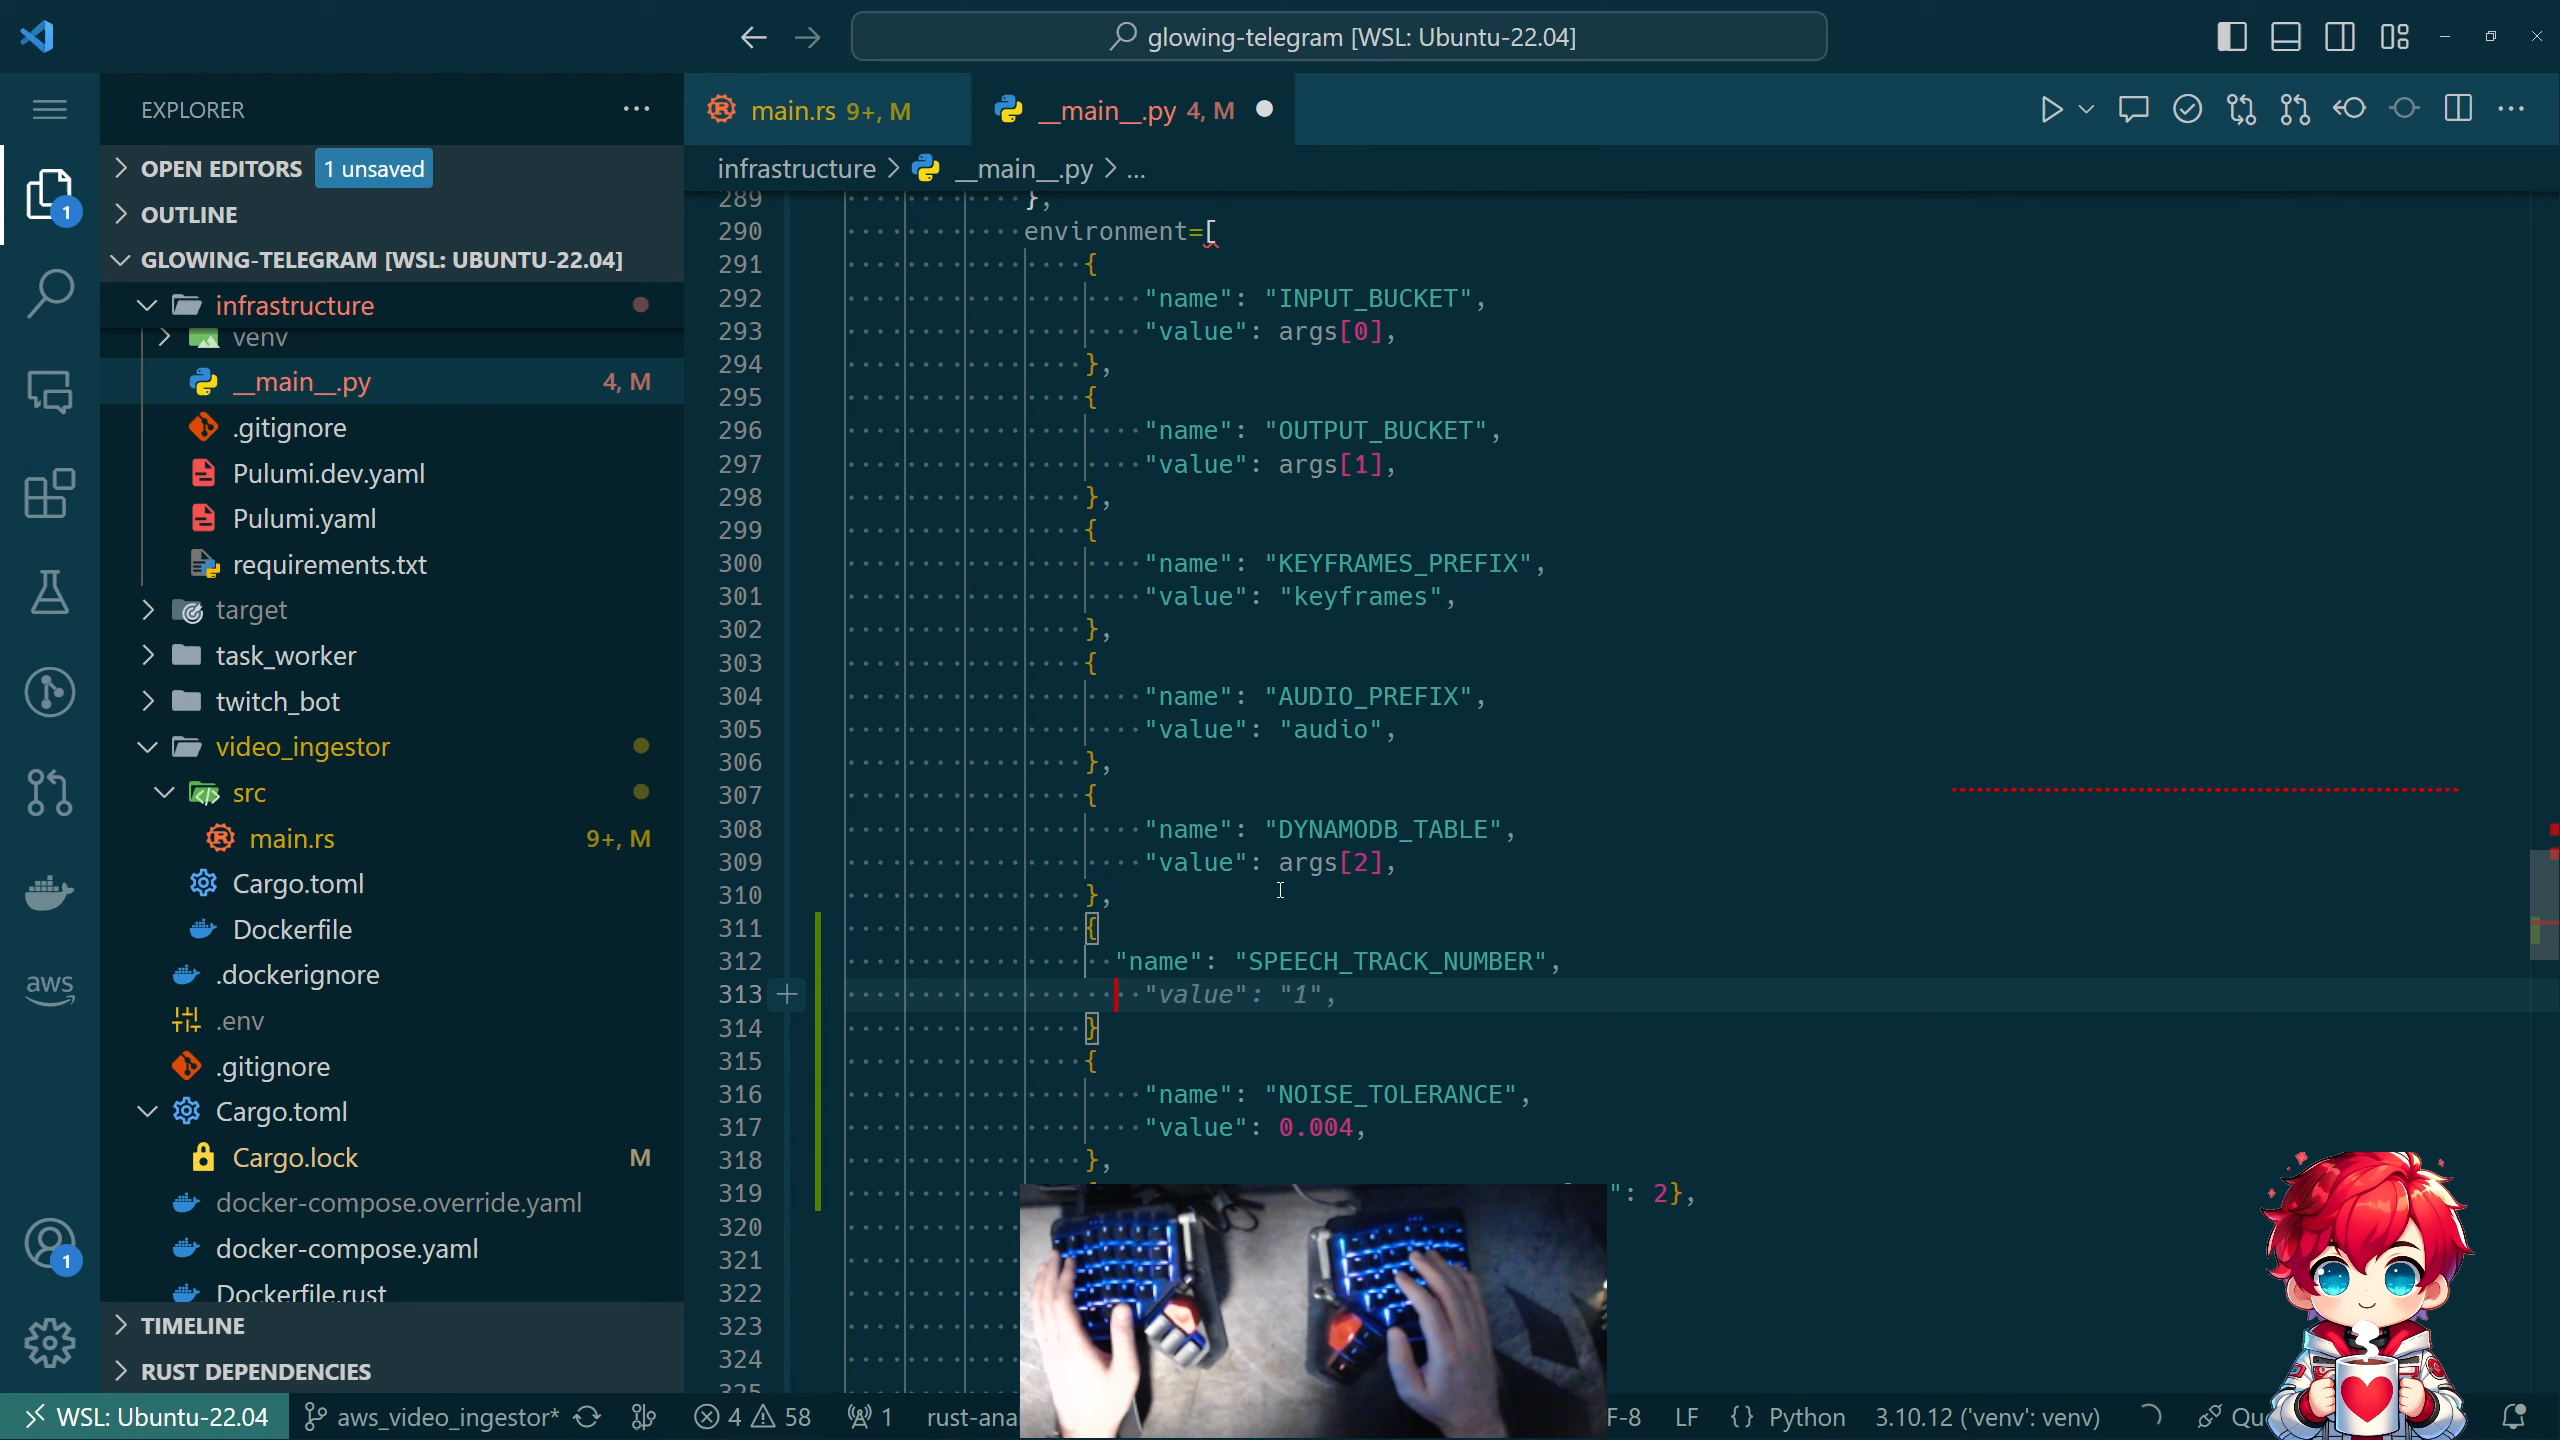 glowing-telegram [WSL: Ubuntu-22.04]
EXPLORER
main.rs 9+, M
__main__.py 4, M
OPEN EDITORS 1 unsaved
infrastructure > __main__.py > ...
OUTLINE
GLOWING-TELEGRAM [WSL: UBUNTU-22.04]
infrastructure
venv
__main__.py 4, M
.gitignore
Pulumi.dev.yaml
Pulumi.yaml
requirements.txt
target
task_worker
twitch_bot
video_ingestor
src
main.rs 9+, M
Cargo.toml
Dockerfile
.dockerignore
.env
.gitignore
Cargo.toml
Cargo.lock M
docker-compose.override.yaml
docker-compose.yaml
Dockerfile.rust
TIMELINE
RUST DEPENDENCIES
1
aws
1
289 },
290 environment=[
291 {
292 "name": "INPUT_BUCKET",
293 "value": args[0],
294 },
295 {
296 "name": "OUTPUT_BUCKET",
297 "value": args[1],
298 },
299 {
300 "name": "KEYFRAMES_PREFIX",
301 "value": "keyframes",
302 },
303 {
304 "name": "AUDIO_PREFIX",
305 "value": "audio",
306 },
307 {
308 "name": "DYNAMODB_TABLE",
309 "value": args[2],
310 },
311 {
312 "name": "SPEECH_TRACK_NUMBER",
313 "value": "1",
314 }
315 {
316 "name": "NOISE_TOLERANCE",
317 "value": 0.004,
318 },
319 ": 2},
320
321
322
323
324
325
WSL: Ubuntu-22.04 aws_video_ingestor* 4 58 1 rust-ana F-8 LF {} Python 3.10.12 ('venv': venv) Qu